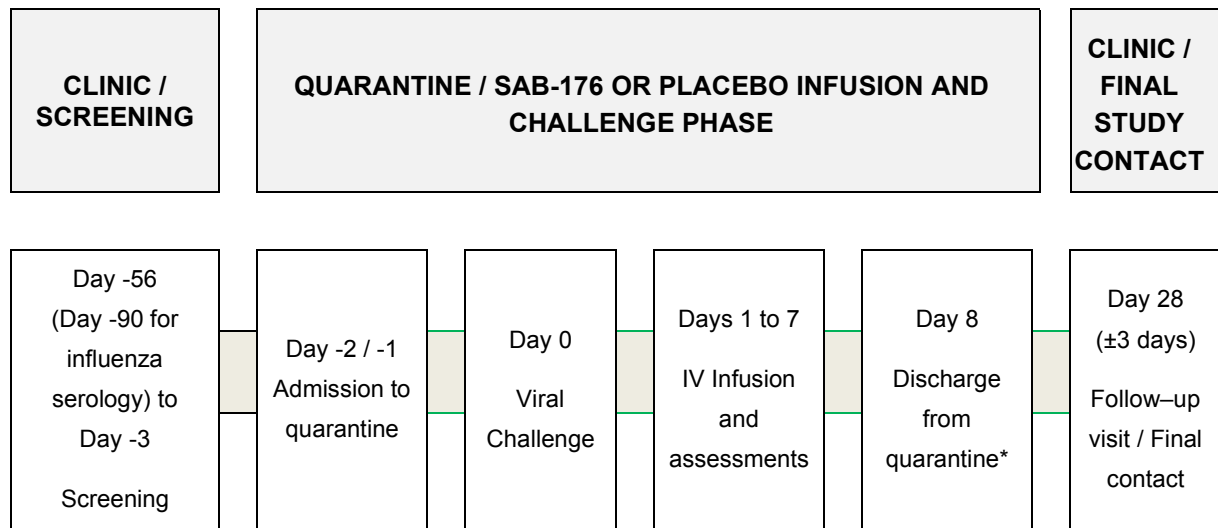 CLINIC /
SCREENING
QUARANTINE / SAB-176 OR PLACEBO INFUSION AND
CHALLENGE PHASE
CLINIC /
FINAL
STUDY
CONTACT
Day -56
(Day -90 for
influenza
serology) to
Day -3
Screening
Day -2 / -1
Admission to
quarantine
Day 0
Viral
Challenge
Days 1 to 7
IV Infusion
and
assessments
Day 8
Discharge
from
quarantine*
Day 28
(±3 days)
Follow–up
visit / Final
contact